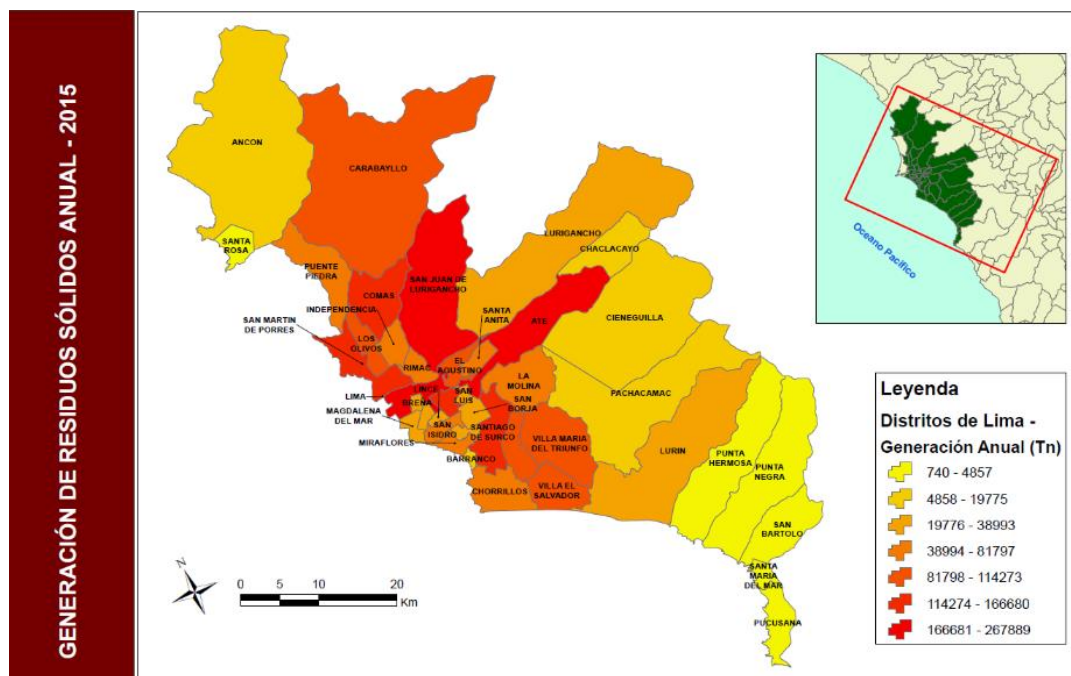 GENERACIÓN DE RESIDUOS SÓLIDOS ANUAL - 2015
ANCON
CARABAYLLO
SANTA
ROSA
PUENTE
PIEDRA
LURIGANCHO
CHACLACAYO
SAN JUAN DE
LURIGANCHO
COMAS
INDEPENDENCIA
SANTA
ANITA
ATE
CIENEGUILLA
SAN MARTIN
DE PORRES
LOS
OLIVOS
RIMAC
EL
AGUSTINO
LA
MOLINA
PACHACAMAC
LIMA
LINCE
BREÑA
SAN
LUIS
SAN
BORJA
MAGDALENA
DEL MAR
SAN
ISIDRO
SANTIAGO
DE SURCO
MIRAFLORES
VILLA MARIA
DEL TRIUNFO
LURIN
BARRANCO
PUNTA
HERMOSA
PUNTA
NEGRA
CHORRILLOS
VILLA EL
SALVADOR
SAN
BARTOLO
SANTA
MARIA
DEL MAR
PUCUSANA
N
0 5 10 20
Km
Oceano Pacífico
Leyenda
Distritos de Lima -
Generación Anual (Tn)
740 - 4857
4858 - 19775
19776 - 38993
38994 - 81797
81798 - 114273
114274 - 166680
166681 - 267889